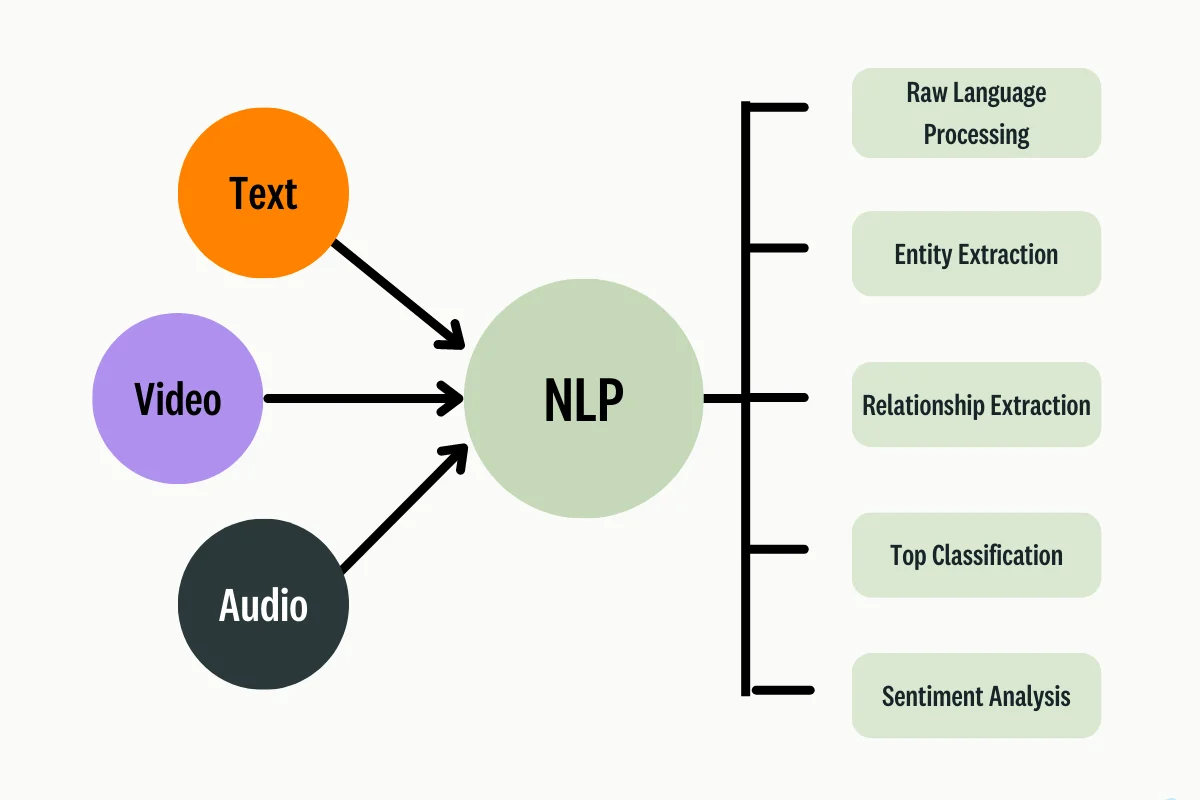 Text
Video
Audio
NLP
Raw Language
Processing
Entity Extraction
Relationship Extraction
Top Classification
Sentiment Analysis